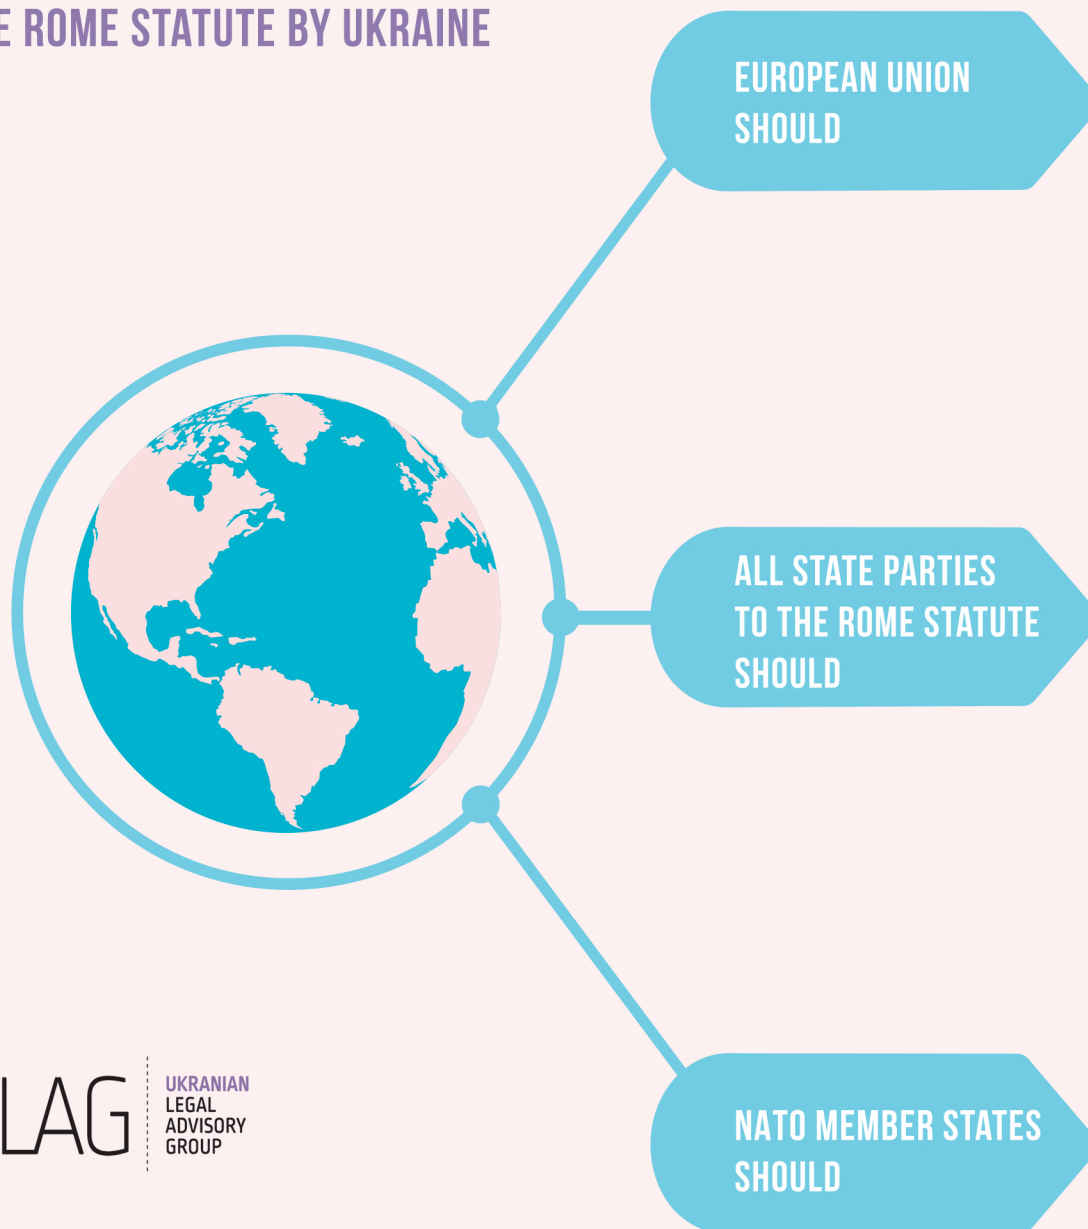 E ROME STATUTE BY UKRAINE
EUROPEAN UNION
SHOULD
ALL STATE PARTIES
TO THE ROME STATUTE
SHOULD
NATO MEMBER STATES
SHOULD
LAG
UKRANIAN
LEGAL
ADVISORY
GROUP